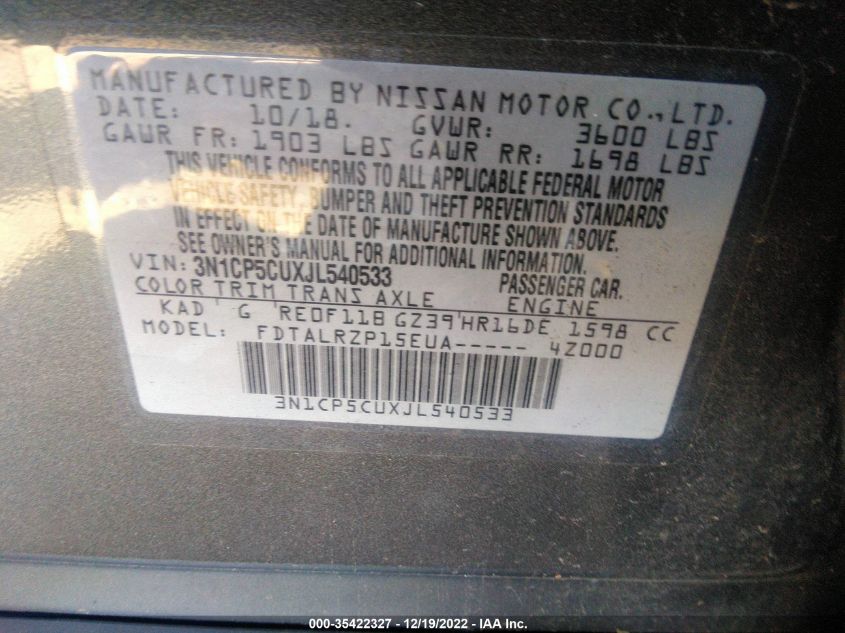 MANUFACTURED BY NISSAN MOTOR CO., LTD.
DATE: 10/18. GVWR: 3600 LBS
GAWR FR: 1903 LBS GAWR RR: 1698 LBS
THIS VEHICLE CONFORMS TO ALL APPLICABLE FEDERAL MOTOR
VEHICLE SAFETY, BUMPER AND THEFT PREVENTION STANDARDS
IN EFFECT ON THE DATE OF MANUFACTURE SHOWN ABOVE.
SEE OWNER'S MANUAL FOR ADDITIONAL INFORMATION.
VIN: 3N1CP5CUXJL540533 PASSENGER CAR.
COLOR TRIM TRANS AXLE ENGINE
KAD ' G 'RE0F11B GZ39'HR16DE 1598 CC
MODEL: FDTALRZP15EUA----- 4Z000
3N1CP5CUXJL540533
000-35422327 - 12/19/2022 - IAA Inc.